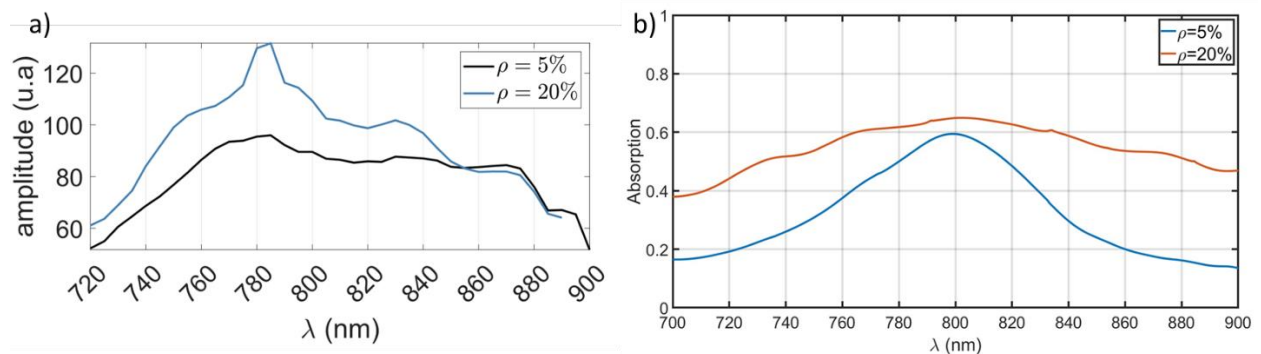 a)
amplitude (u.a)
120
100
80
60
ρ = 5%
ρ = 20%
720 740 760 780 800 820 840 860 880 900
λ (nm)
b)
Absorption
1
0.8
0.6
0.4
0.2
0
ρ=5%
ρ=20%
700 720 740 760 780 800 820 840 860 880 900
λ (nm)